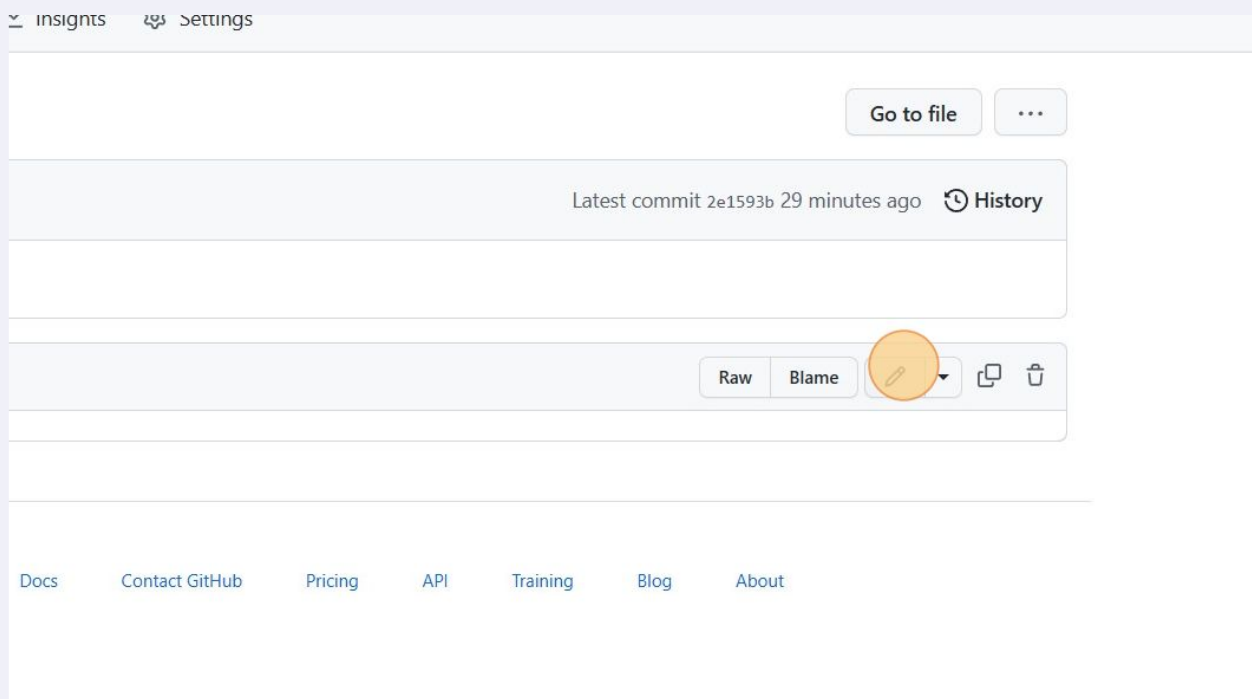 Insights Settings
Go to file ...
Latest commit 2e1593b 29 minutes ago History
Raw Blame
Docs Contact GitHub Pricing API Training Blog About